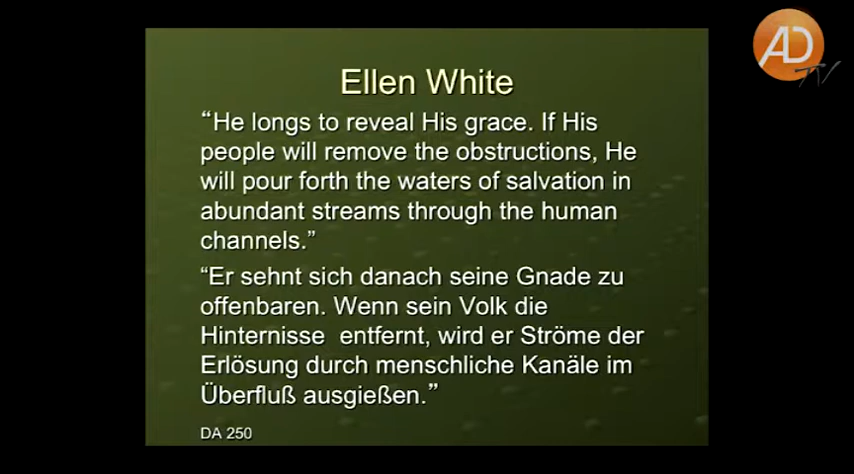 AD
TV
Ellen White
“He longs to reveal His grace. If His
people will remove the obstructions, He
will pour forth the waters of salvation in
abundant streams through the human
channels.”
“Er sehnt sich danach seine Gnade zu
offenbaren. Wenn sein Volk die
Hinternisse entfernt, wird er Ströme der
Erlösung durch menschliche Kanäle im
Überfluß ausgießen.”
DA 250